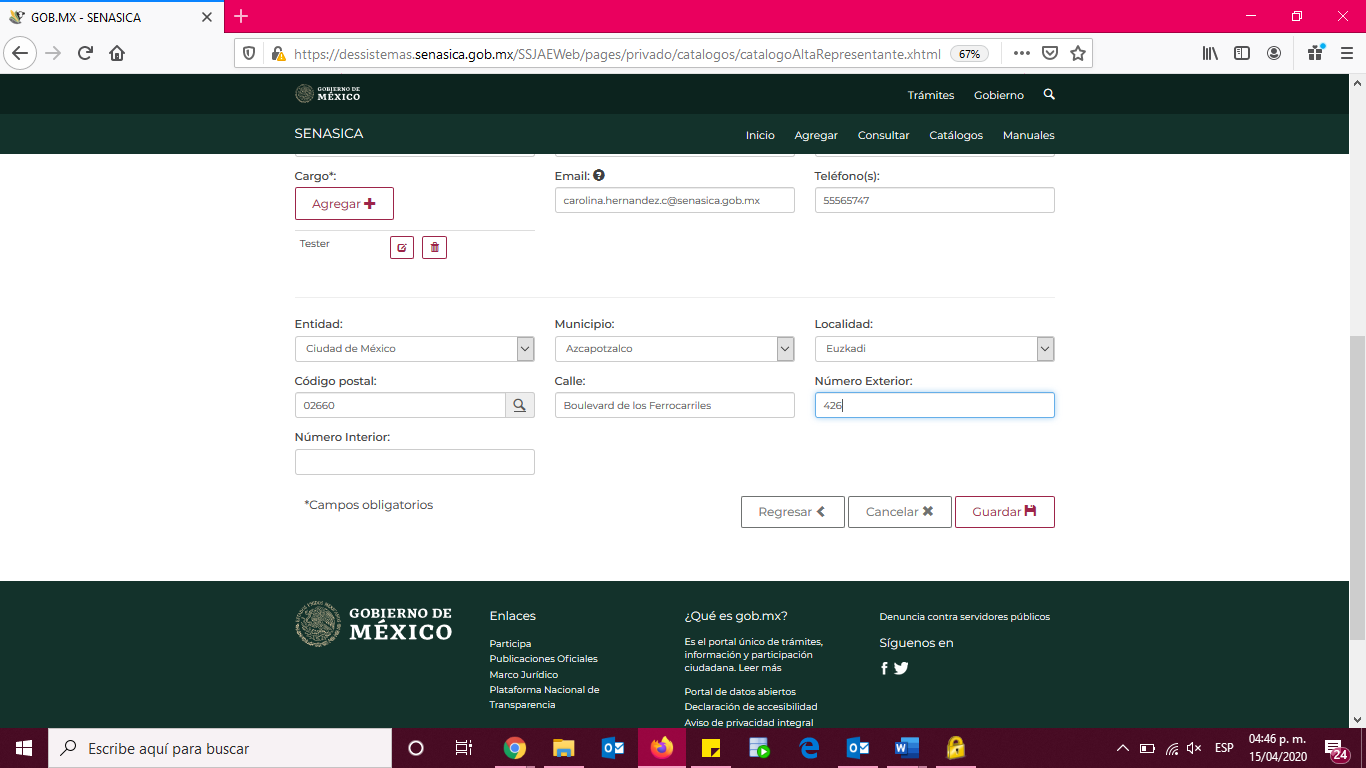 GOB.MX - SENASICA
https://dessistemas.senasica.gob.mx/SSJAEWeb/pages/privado/catalogos/catalogoAltaRepresentante.xhtml 67%
GOBIERNO DE MÉXICO
Trámites Gobierno
SENASICA
Inicio Agregar Consultar Catálogos Manuales
Cargo*: Email: Teléfono(s):
Agregar carolina.hernandez.c@senasica.gob.mx 55565747
Tester
Entidad: Municipio: Localidad:
Ciudad de México Azcapotzalco Euzkadi
Código postal: Calle: Número Exterior:
02660 Boulevard de los Ferrocarriles 426
Número Interior:
*Campos obligatorios
Regresar Cancelar Guardar
GOBIERNO DE
MÉXICO
Enlaces
Participa
Publicaciones Oficiales
Marco Jurídico
Plataforma Nacional de
Transparencia
¿Qué es gob.mx?
Es el portal único de trámites,
información y participación
ciudadana. Leer más
Portal de datos abiertos
Declaración de accesibilidad
Aviso de privacidad integral
Denuncia contra servidores públicos
Síguenos en
Escribe aquí para buscar
ESP
04:46 p. m.
15/04/2020
24